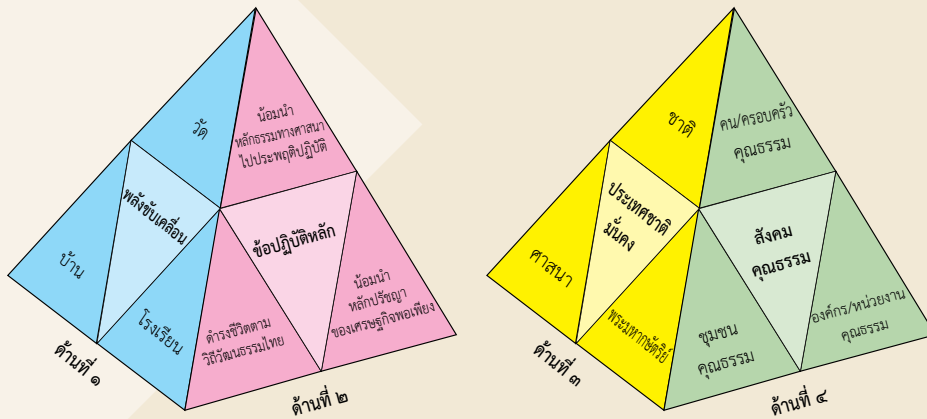 วัด
พลังขับเคลื่อน
บ้าน
โรงเรียน
ด้านที่ ๑
น้อมนำ
หลักธรรมทางศาสนา
ไปประพฤติปฏิบัติ
ข้อปฏิบัติหลัก
ดำรงชีวิตตาม
วิถีวัฒนธรรมไทย
น้อมนำ
หลักปรัชญา
ของเศรษฐกิจพอเพียง
ด้านที่ ๒
ชาติ
ประเทศชาติ
มั่นคง
ศาสนา
พระมหากษัตริย์
ด้านที่ ๓
คน/ครอบครัว
คุณธรรม
สังคม
คุณธรรม
ชุมชน
คุณธรรม
องค์กร/หน่วยงาน
คุณธรรม
ด้านที่ ๔